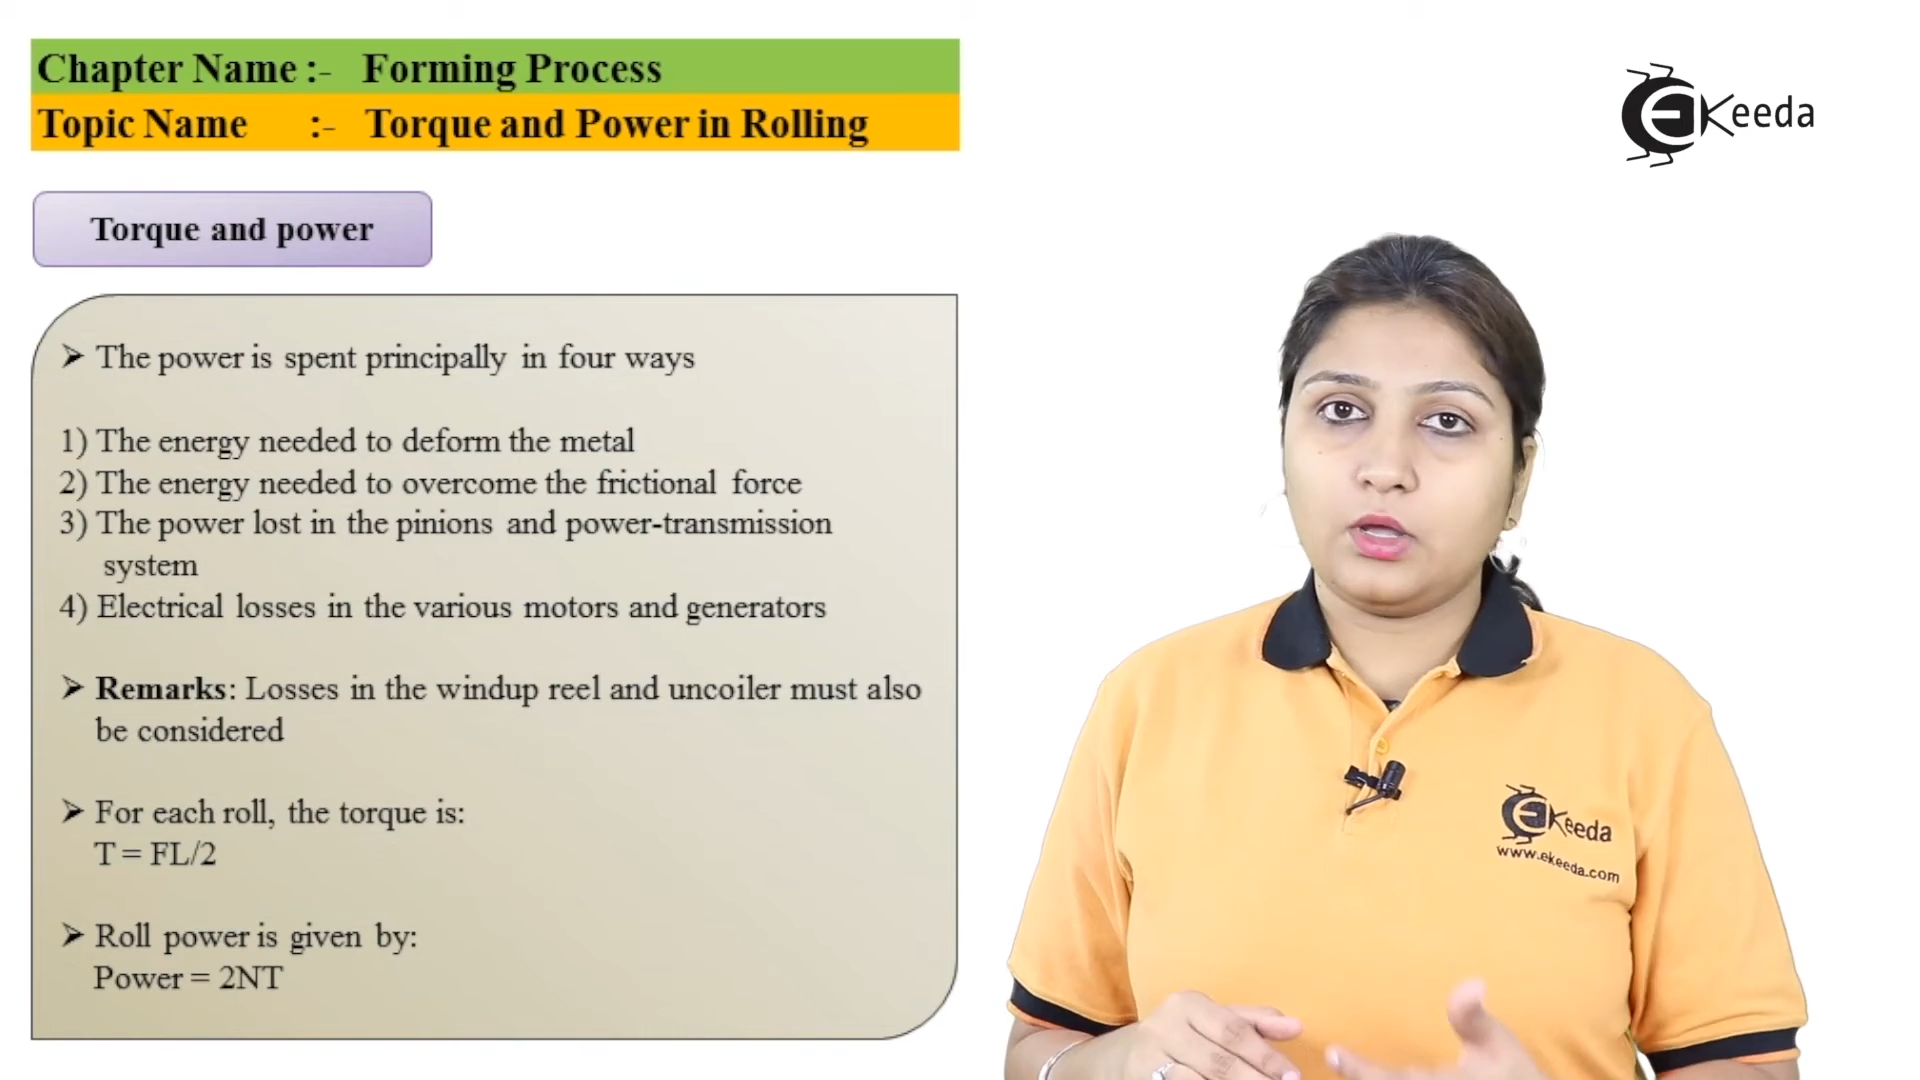 Chapter Name :- Forming Process
Topic Name :- Torque and Power in Rolling
EKeeda
Torque and power
➤ The power is spent principally in four ways
1) The energy needed to deform the metal
2) The energy needed to overcome the frictional force
3) The power lost in the pinions and power-transmission
system
4) Electrical losses in the various motors and generators
➤ Remarks: Losses in the windup reel and uncoiler must also
be considered
➤ For each roll, the torque is:
T = FL/2
➤ Roll power is given by:
Power = 2NT
EKeeda
www.ekeeda.com